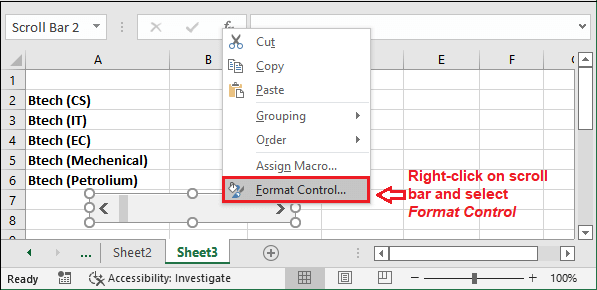 Scroll Bar 2
fx
A B E F
1
2 Btech (CS)
3 Btech (IT)
4 Btech (EC)
5 Btech (Mechenical)
6 Btech (Petrolium)
7
8
9
Cut
Copy
Paste
Grouping
Order
Assign Macro...
Format Control...
Right-click on scroll
bar and select
Format Control
Sheet2 Sheet3
Ready Accessibility: Investigate 100%